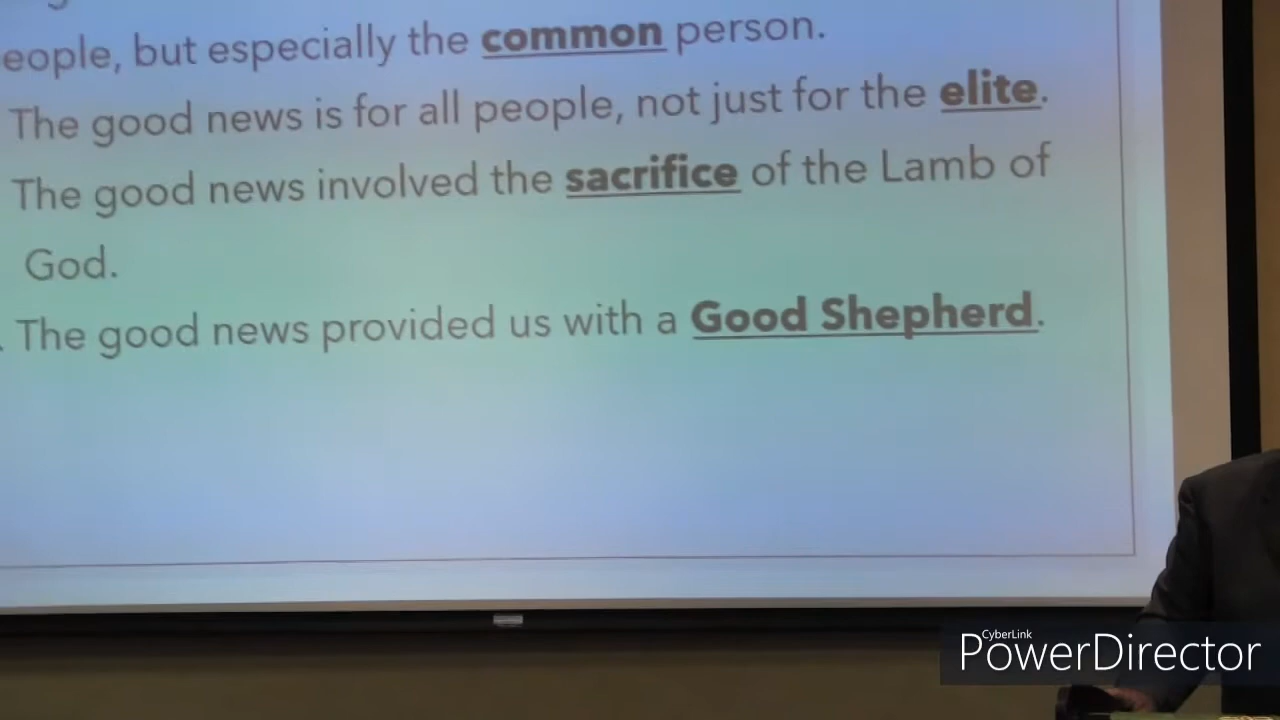 eople, but especially the common person.
The good news is for all people, not just for the elite.
The good news involved the sacrifice of the Lamb of
God.
. The good news provided us with a Good Shepherd.
CyberLink
PowerDirector